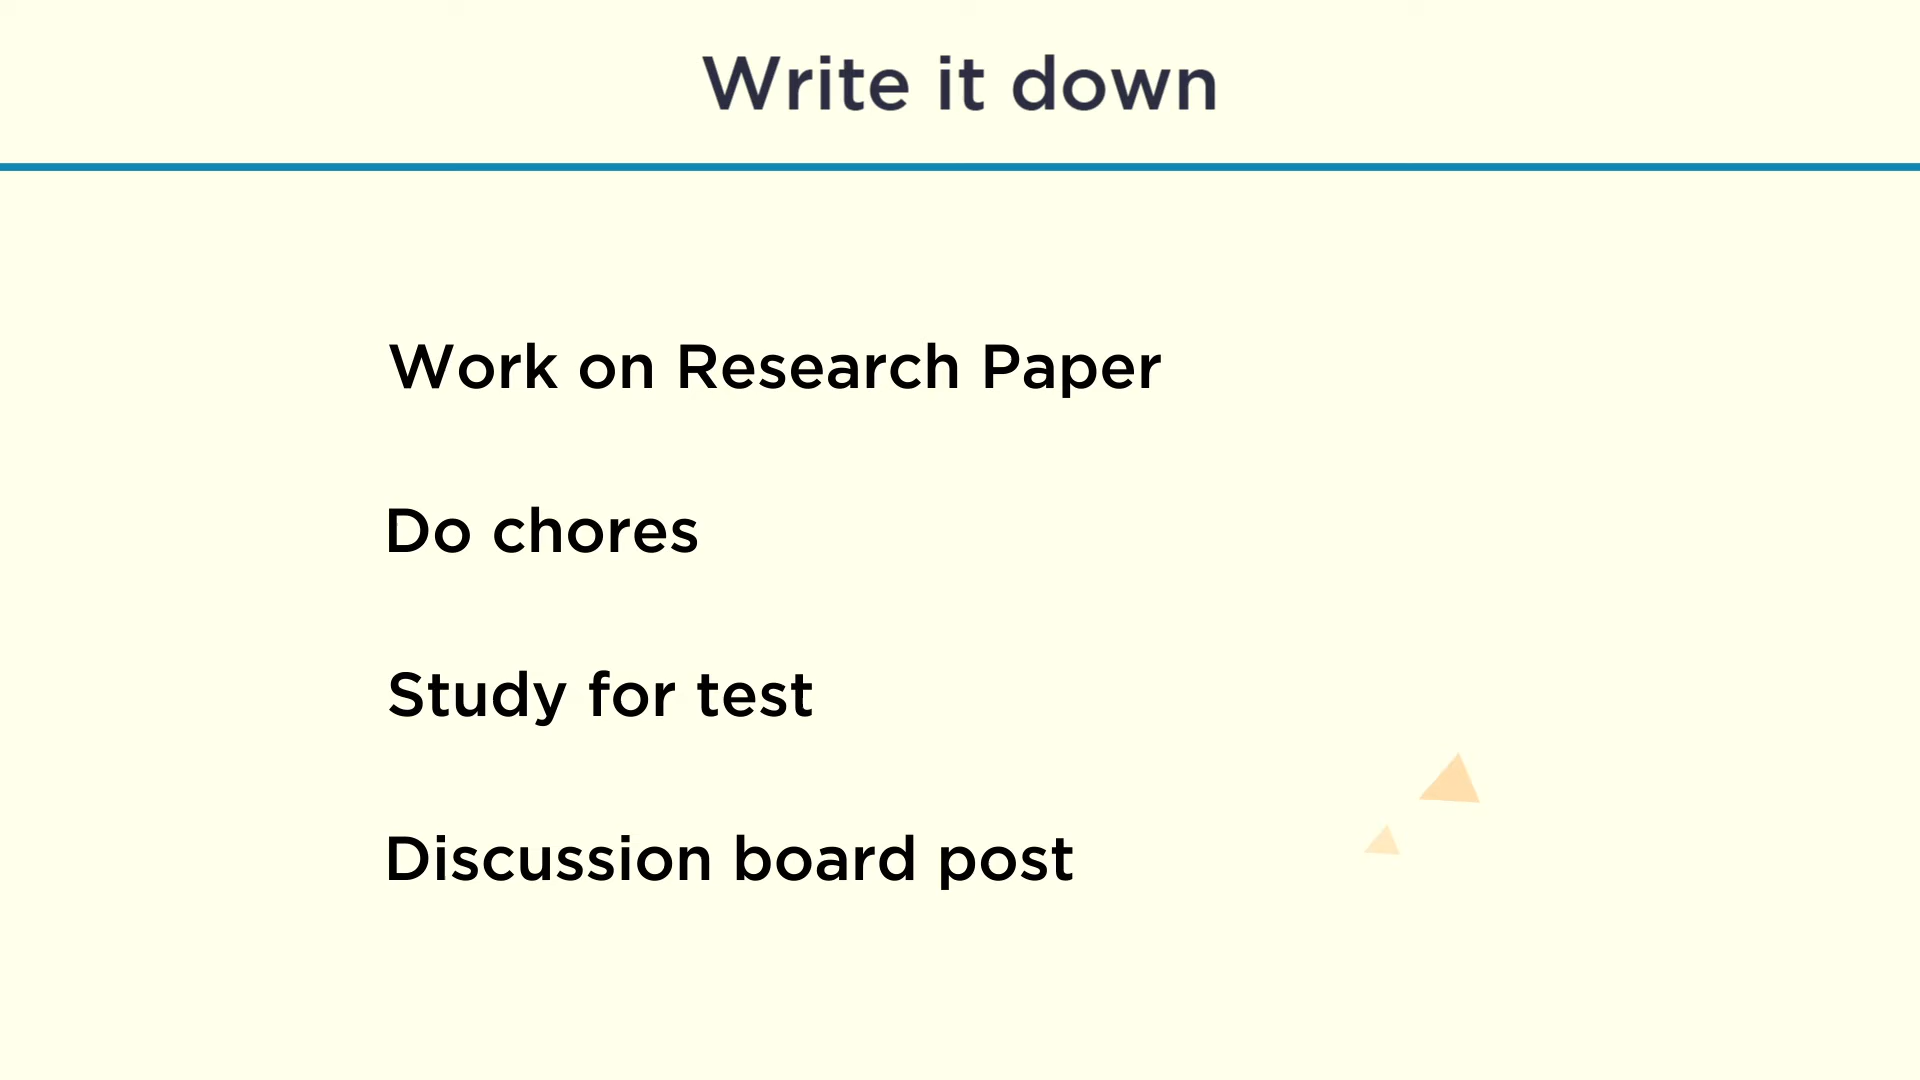 Write it down
Work on Research Paper
Do chores
Study for test
Discussion board post